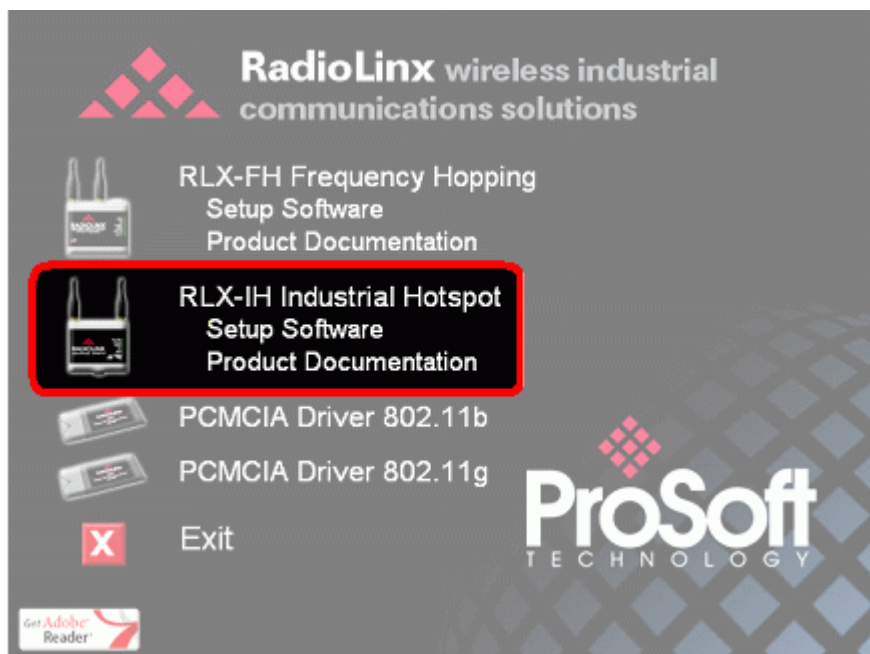 RadioLinx wireless industrial
communications solutions
RLX-FH Frequency Hopping
Setup Software
Product Documentation
RLX-IH Industrial Hotspot
Setup Software
Product Documentation
PCMCIA Driver 802.11b
PCMCIA Driver 802.11g
X Exit
ProSoft
TECHNOLOGY
Get Adobe
Reader